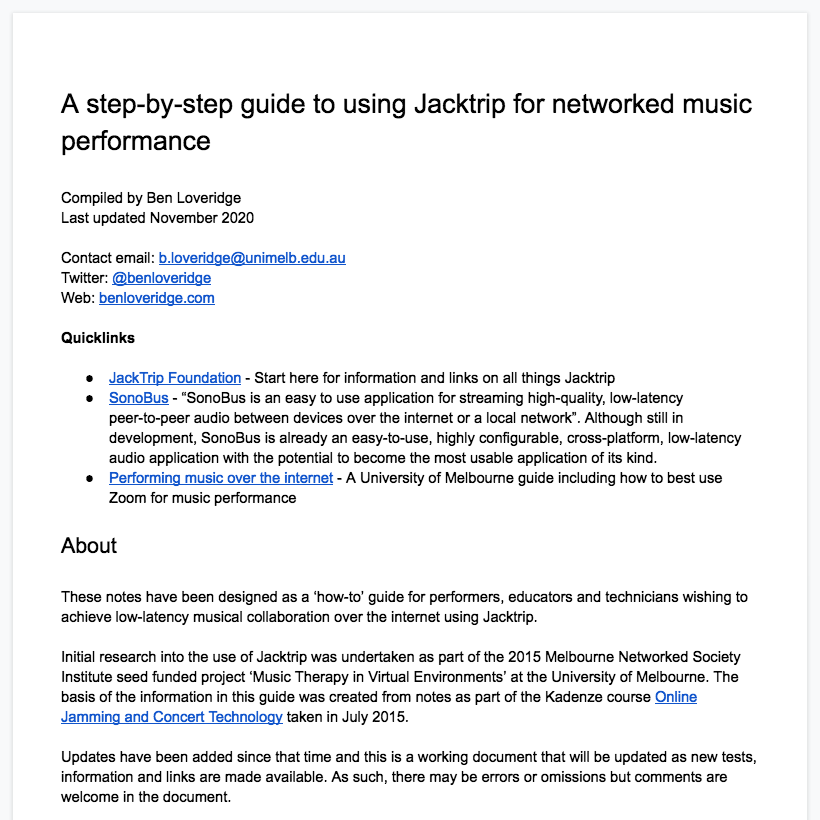 A step-by-step guide to using Jacktrip for networked music
performance
Compiled by Ben Loveridge
Last updated November 2020
Contact email: b.loveridge@unimelb.edu.au
Twitter: @benloveridge
Web: benloveridge.com
Quicklinks
● JackTrip Foundation - Start here for information and links on all things Jacktrip
● SonoBus - “SonoBus is an easy to use application for streaming high-quality, low-latency
peer-to-peer audio between devices over the internet or a local network”. Although still in
development, SonoBus is already an easy-to-use, highly configurable, cross-platform, low-latency
audio application with the potential to become the most usable application of its kind.
● Performing music over the internet - A University of Melbourne guide including how to best use
Zoom for music performance
About
These notes have been designed as a ‘how-to’ guide for performers, educators and technicians wishing to
achieve low-latency musical collaboration over the internet using Jacktrip.
Initial research into the use of Jacktrip was undertaken as part of the 2015 Melbourne Networked Society
Institute seed funded project ‘Music Therapy in Virtual Environments’ at the University of Melbourne. The
basis of the information in this guide was created from notes as part of the Kadenze course Online
Jamming and Concert Technology taken in July 2015.
Updates have been added since that time and this is a working document that will be updated as new tests,
information and links are made available. As such, there may be errors or omissions but comments are
welcome in the document.